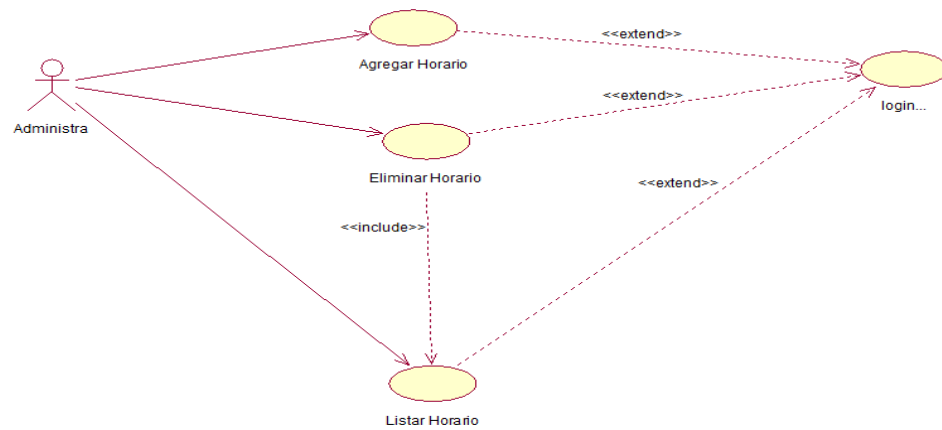 <<extend>>
Agregar Horario
login...
<<extend>>
Administra
Eliminar Horario
<<extend>>
<<include>>
Listar Horario